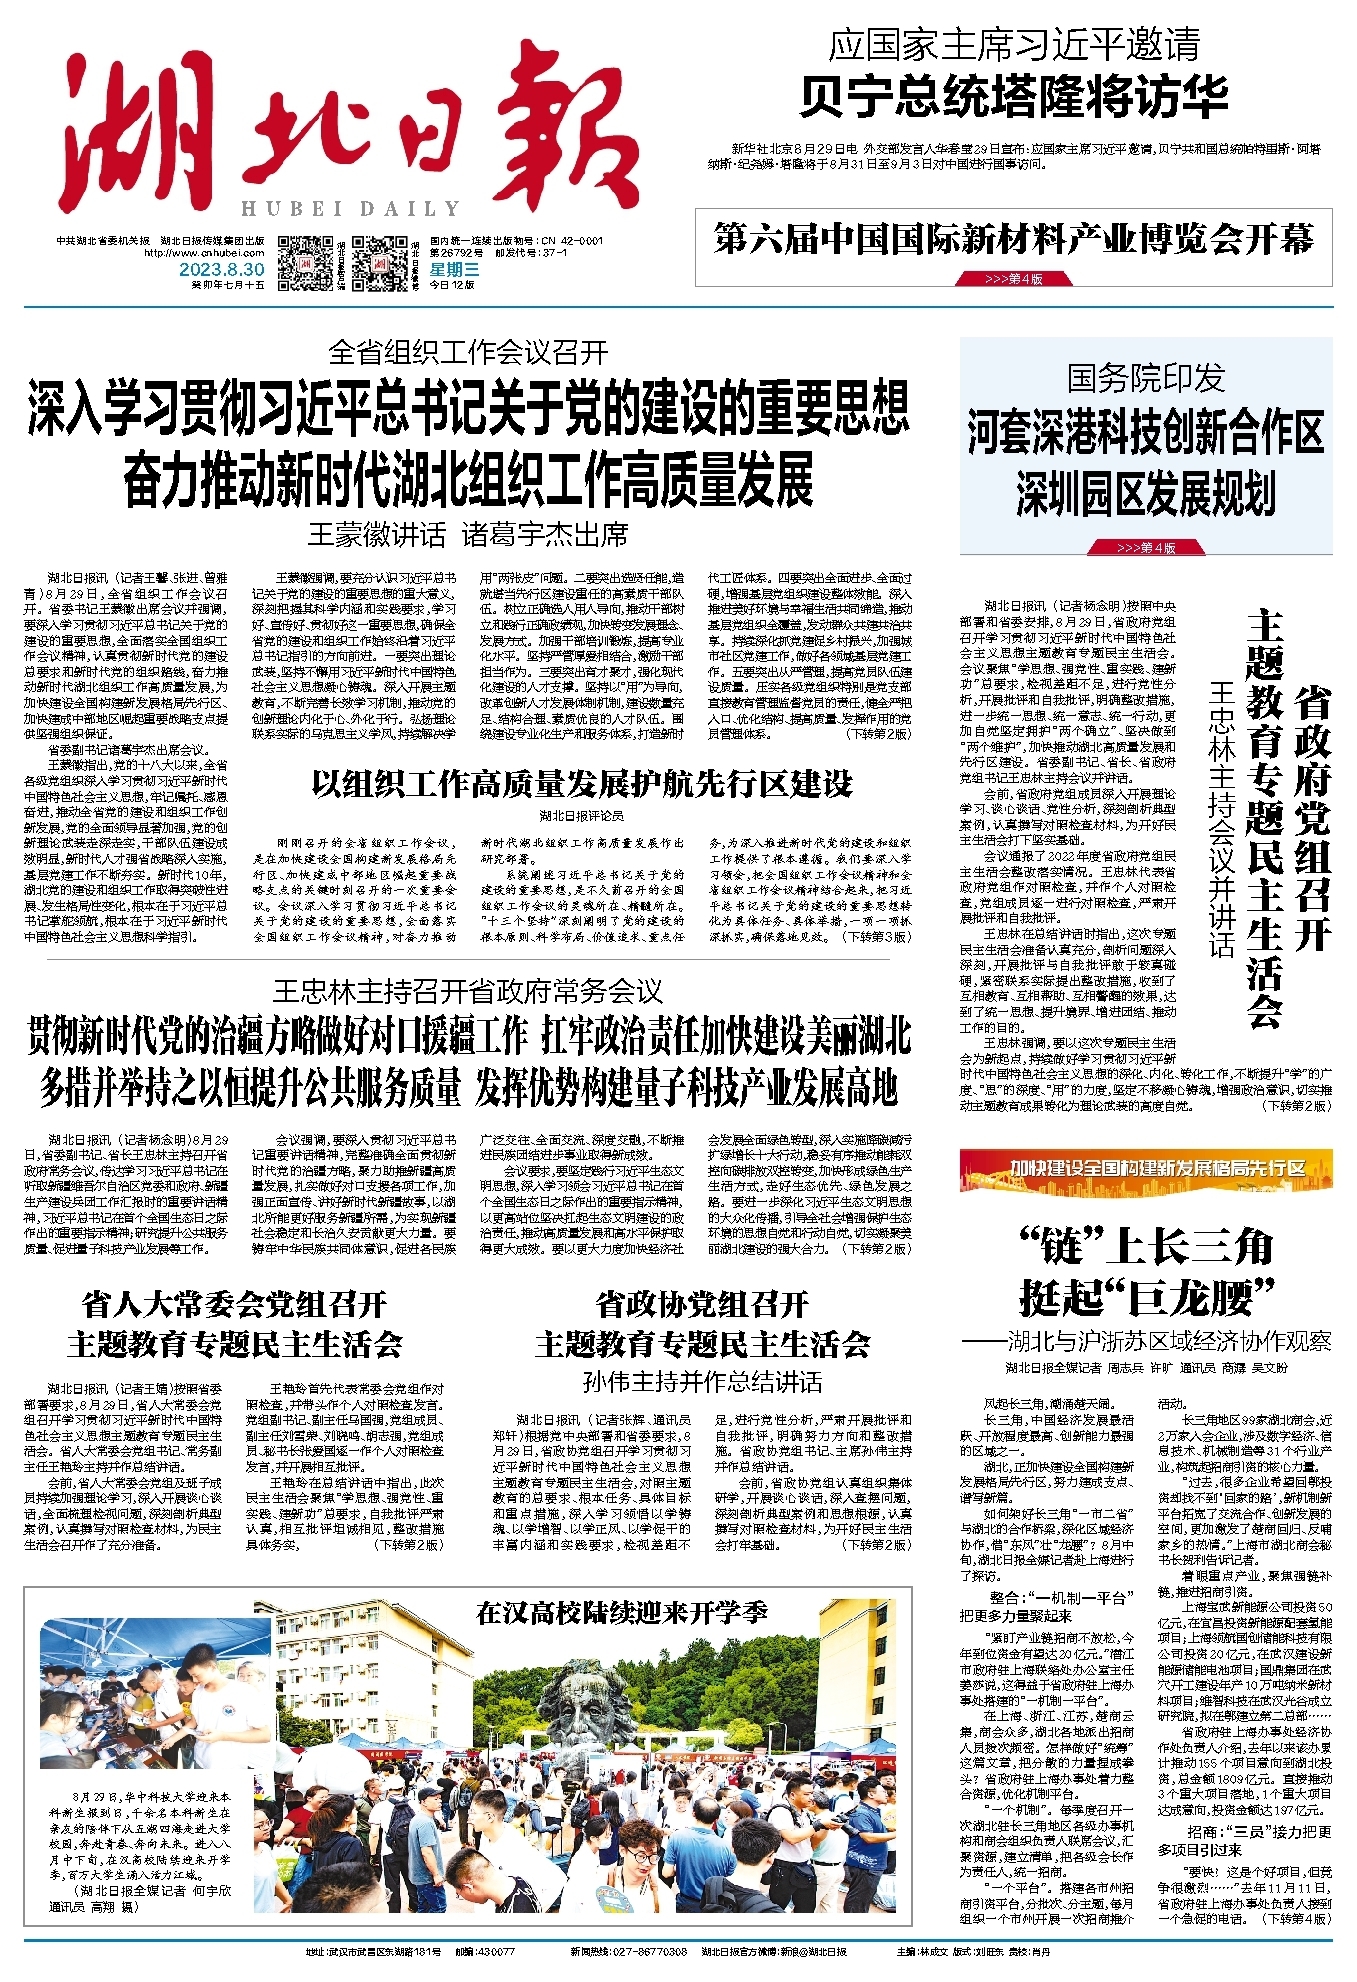 湖北日报
HUBEI DAILY
中共湖北省委机关报 湖北日报传媒集团出版
http://www.cnhubei.com
2023.8.30
癸卯年七月十五
国内统一连续出版物号：CN 42-0001
第26792号 邮发代号：37-1
星期三
今日12版
应国家主席习近平邀请
贝宁总统塔隆将访华
新华社北京8月29日电 外交部发言人华春莹29日宣布：应国家主席习近平邀请，贝宁共和国总统帕特里斯·阿塔
纳斯·纪尧姆·塔隆将于8月31日至9月3日对中国进行国事访问。
第六届中国国际新材料产业博览会开幕
>>>第4版
全省组织工作会议召开
深入学习贯彻习近平总书记关于党的建设的重要思想
奋力推动新时代湖北组织工作高质量发展
王蒙徽讲话 诸葛宇杰出席
湖北日报讯（记者王馨、张进、曾雅
青）8月29日，全省组织工作会议召
开。省委书记王蒙徽出席会议并强调，
要深入学习贯彻习近平总书记关于党的
建设的重要思想，全面落实全国组织工
作会议精神，认真贯彻新时代党的建设
总要求和新时代党的组织路线，奋力推
动新时代湖北组织工作高质量发展，为
加快建设全国构建新发展格局先行区、
加快建成中部地区崛起重要战略支点提
供坚强组织保证。
省委副书记诸葛宇杰出席会议。
王蒙徽指出，党的十八大以来，全省
各级党组织深入学习贯彻习近平新时代
中国特色社会主义思想，牢记嘱托、感恩
奋进，推动全省党的建设和组织工作创
新发展，党的全面领导显著加强，党的创
新理论武装走深走实，干部队伍建设成
效明显，新时代人才强省战略深入实施，
基层党建工作不断夯实。新时代10年，
湖北党的建设和组织工作取得突破性进
展、发生格局性变化，根本在于习近平总
书记掌舵领航，根本在于习近平新时代
中国特色社会主义思想科学指引。
王蒙徽强调，要充分认识习近平总书
记关于党的建设的重要思想的重大意义，
深刻把握其科学内涵和实践要求，学习
好、宣传好、贯彻好这一重要思想，确保全
省党的建设和组织工作始终沿着习近平
总书记指引的方向前进。一要突出理论
武装，坚持不懈用习近平新时代中国特色
社会主义思想凝心铸魂。深入开展主题
教育，不断完善长效学习机制，推动党的
创新理论内化于心、外化于行。弘扬理论
联系实际的马克思主义学风，持续解决学
用“两张皮”问题。二要突出选贤任能，造
就堪当先行区建设重任的高素质干部队
伍。树立正确选人用人导向，推动干部树
立和践行正确政绩观，加快转变发展理念、
发展方式。加强干部培训锻炼，提高专业
化水平。坚持严管厚爱相结合，激励干部
担当作为。三要突出育才聚才，强化现代
化建设的人才支撑。坚持以“用”为导向，
改革创新人才发展体制机制，建设数量充
足、结构合理、素质优良的人才队伍。围
绕建设专业化生产和服务体系，打造新时
代工匠体系。四要突出全面进步、全面过
硬，增强基层党组织建设整体效能。深入
推进美好环境与幸福生活共同缔造，推动
基层党组织全覆盖，发动群众共建共治共
享。持续深化抓党建促乡村振兴，加强城
市社区党建工作，做好各领域基层党建工
作。五要突出从严管理，提高党员队伍建
设质量。压实各级党组织特别是党支部
直接教育管理监督党员的责任，健全严把
入口、优化结构、提高质量、发挥作用的党
员管理体系。（下转第2版）
以组织工作高质量发展护航先行区建设
湖北日报评论员
刚刚召开的全省组织工作会议，
是在加快建设全国构建新发展格局先
行区、加快建成中部地区崛起重要战
略支点的关键时刻召开的一次重要会
议。会议深入学习贯彻习近平总书记
关于党的建设的重要思想，全面落实
全国组织工作会议精神，对奋力推动
新时代湖北组织工作高质量发展作出
研究部署。
系统阐述习近平总书记关于党的
建设的重要思想，是不久前召开的全国
组织工作会议的灵魂所在、精髓所在。
“十三个坚持”深刻阐明了党的建设的
根本原则、科学布局、价值追求、重点任
务，为深入推进新时代党的建设和组织
工作提供了根本遵循。我们要深入学
习领会，把全国组织工作会议精神和全
省组织工作会议精神结合起来，把习近
平总书记关于党的建设的重要思想转
化为具体任务、具体举措，一项一项抓
深抓实，确保落地见效。（下转第3版）
王忠林主持召开省政府常务会议
贯彻新时代党的治疆方略做好对口援疆工作 扛牢政治责任加快建设美丽湖北
多措并举持之以恒提升公共服务质量 发挥优势构建量子科技产业发展高地
湖北日报讯（记者杨念明）8月29
日，省委副书记、省长王忠林主持召开省
政府常务会议，传达学习习近平总书记在
听取新疆维吾尔自治区党委和政府、新疆
生产建设兵团工作汇报时的重要讲话精
神，习近平总书记在首个全国生态日之际
作出的重要指示精神；研究提升公共服务
质量、促进量子科技产业发展等工作。
会议强调，要深入贯彻习近平总书
记重要讲话精神，完整准确全面贯彻新
时代党的治疆方略，聚力助推新疆高质
量发展，扎实做好对口支援各项工作，加
强正面宣传、讲好新时代新疆故事，以湖
北所能更好服务新疆所需，为实现新疆
社会稳定和长治久安贡献更大力量。要
铸牢中华民族共同体意识，促进各民族
广泛交往、全面交流、深度交融，不断推
进民族团结进步事业取得新成效。
会议要求，要坚定践行习近平生态文
明思想，深入学习领会习近平总书记在首
个全国生态日之际作出的重要指示精神，
以更高站位坚决扛起生态文明建设的政
治责任，推动高质量发展和高水平保护取
得更大成效。要以更大力度加快经济社
会发展全面绿色转型，深入实施降碳减污
扩绿增长十大行动，稳妥有序推动能耗双
控向碳排放双控转变，加快形成绿色生产
生活方式，走好生态优先、绿色发展之
路。要进一步深化习近平生态文明思想
的大众化传播，引导全社会增强保护生态
环境的思想自觉和行动自觉，切实凝聚美
丽湖北建设的强大合力。（下转第2版）
省人大常委会党组召开
主题教育专题民主生活会
湖北日报讯（记者王婧）按照省委
部署要求，8月29日，省人大常委会党
组召开学习贯彻习近平新时代中国特
色社会主义思想主题教育专题民主生
活会。省人大常委会党组书记、常务副
主任王艳玲主持并作总结讲话。
会前，省人大常委会党组及班子成
员持续加强理论学习，深入开展谈心谈
话，全面梳理检视问题，深刻剖析典型
案例，认真撰写对照检查材料，为民主
生活会召开作了充分准备。
王艳玲首先代表常委会党组作对
照检查，并带头作个人对照检查发言。
党组副书记、副主任马国强，党组成员、
副主任刘雪荣、刘晓鸣、胡志强，党组成
员、秘书长张爱国逐一作个人对照检查
发言，并开展相互批评。
王艳玲在总结讲话中指出，此次
民主生活会聚焦“学思想、强党性、重
实践、建新功”总要求，自我批评严肃
认真，相互批评坦诚相见，整改措施
具体务实，（下转第2版）
省政协党组召开
主题教育专题民主生活会
孙伟主持并作总结讲话
湖北日报讯（记者张辉、通讯员
郑轩）根据党中央部署和省委要求，8
月29日，省政协党组召开学习贯彻习
近平新时代中国特色社会主义思想
主题教育专题民主生活会，对照主题
教育的总要求、根本任务、具体目标
和重点措施，深入学习领悟以学铸
魂、以学增智、以学正风、以学促干的
丰富内涵和实践要求，检视差距不
足，进行党性分析，严肃开展批评和
自我批评，明确努力方向和整改措
施。省政协党组书记、主席孙伟主持
并作总结讲话。
会前，省政协党组认真组织集体
研学，开展谈心谈话，深入查摆问题，
深刻剖析典型案例和思想根源，认真
撰写对照检查材料，为开好民主生活
会打牢基础。（下转第2版）
在汉高校陆续迎来开学季
8月29日，华中科技大学迎来本
科新生报到日，千余名本科新生在
亲友的陪伴下从五湖四海走进大学
校园，奔赴青春、奔向未来。进入八
月中下旬，在汉高校陆续迎来开学
季，百万大学生涌入活力江城。
（湖北日报全媒记者 何宇欣
通讯员 高翔 摄）
国务院印发
河套深港科技创新合作区
深圳园区发展规划
>>>第4版
省政府党组召开
主题教育专题民主生活会
王忠林主持会议并讲话
湖北日报讯（记者杨念明）按照中央
部署和省委安排，8月29日，省政府党组
召开学习贯彻习近平新时代中国特色社
会主义思想主题教育专题民主生活会。
会议聚焦“学思想、强党性、重实践、建新
功”总要求，检视差距不足，进行党性分
析，开展批评和自我批评，明确整改措施，
进一步统一思想、统一意志、统一行动，更
加自觉坚定拥护“两个确立”、坚决做到
“两个维护”，加快推动湖北高质量发展和
先行区建设。省委副书记、省长、省政府
党组书记王忠林主持会议并讲话。
会前，省政府党组成员深入开展理论
学习、谈心谈话、党性分析，深刻剖析典型
案例，认真撰写对照检查材料，为开好民
主生活会打下坚实基础。
会议通报了2022年度省政府党组民
主生活会整改落实情况。王忠林代表省
政府党组作对照检查，并作个人对照检
查，党组成员逐一进行对照检查，严肃开
展批评和自我批评。
王忠林在总结讲话时指出，这次专题
民主生活会准备认真充分，剖析问题深入
深刻，开展批评与自我批评敢于较真碰
硬，紧密联系实际提出整改措施，收到了
互相教育、互相帮助、互相警醒的效果，达
到了统一思想、提升境界、增进团结、推动
工作的目的。
王忠林强调，要以这次专题民主生活
会为新起点，持续做好学习贯彻习近平新
时代中国特色社会主义思想的深化、内化、转化工作，不断提升“学”的广
度、“思”的深度、“用”的力度，坚定不移凝心铸魂，增强政治意识，切实推
动主题教育成果转化为理论武装的高度自觉。（下转第2版）
加快建设全国构建新发展格局先行区
“链”上长三角
挺起“巨龙腰”
——湖北与沪浙苏区域经济协作观察
湖北日报全媒记者 周志兵 许旷 通讯员 商潺 吴文盼
风起长三角，潮涌楚天阔。
长三角，中国经济发展最活
跃、开放程度最高、创新能力最强
的区域之一。
湖北，正加快建设全国构建新
发展格局先行区，努力建成支点、
谱写新篇。
如何架好长三角“一市二省”
与湖北的合作桥梁，深化区域经济
协作，借“东风”壮“龙腰”？8月中
旬，湖北日报全媒记者赴上海进行
了探访。
整合：“一机制一平台”
把更多力量聚起来
“紧盯产业链招商不放松，今
年到位资金有望达20亿元。”潜江
市政府驻上海联络处办公室主任
姜莎说，这得益于省政府驻上海办
事处搭建的“一机制一平台”。
在上海、浙江、江苏，楚商云
集，商会众多，湖北各地派出招商
人员接次频密。怎样做好“统筹”
这篇文章，把分散的力量捏成拳
头？省政府驻上海办事处着力整
合资源，优化机制平台。
“一个机制”。每季度召开一
次湖北驻长三角地区各级办事机
构和商会组织负责人联席会议，汇
聚资源，建立清单，把各级会长作
为责任人，统一招商。
“一个平台”。搭建各市州招
商引资平台，分批次、分主题，每月
组织一个市州开展一次招商推介
活动。
长三角地区99家湖北商会，近
2万家入会企业，涉及数字经济、信
息技术、机械制造等31个行业产
业，构筑起招商引资的核心力量。
“过去，很多企业希望回鄂投
资却找不到‘回家的路’，新机制新
平台拓宽了交流合作、创新发展的
空间，更加激发了楚商回归、反哺
家乡的热情。”上海市湖北商会秘
书长贺利告诉记者。
着眼重点产业，聚焦强链补
链，推进招商引资。
上海宝武新能源公司投资50
亿元，在宜昌投资新能源配套氢能
项目；上海领航国创储能科技有限
公司投资20亿元，在武汉建设新
能源储能电池项目；国鼎集团在武
穴开工建设年产10万吨纳米新材
料项目；维智科技在武汉光谷成立
研究院，拟在鄂建立第二总部……
省政府驻上海办事处经济协
作处负责人介绍，去年以来该办累
计推动155个项目意向到湖北投
资，总金额1809亿元。直接推动
3个重大项目落地，1个重大项目
达成意向，投资金额达197亿元。
招商：“三员”接力把更
多项目引过来
“要快！这是个好项目，但竞
争很激烈……”去年11月11日，
省政府驻上海办事处负责人接到
一个急促的电话。（下转第4版）
地址：武汉市武昌区东湖路181号 邮编：430077 新闻热线：027-86770308 湖北日报官方微博：新浪@湖北日报 主编：林成文 版式：刘旺东 责校：肖丹